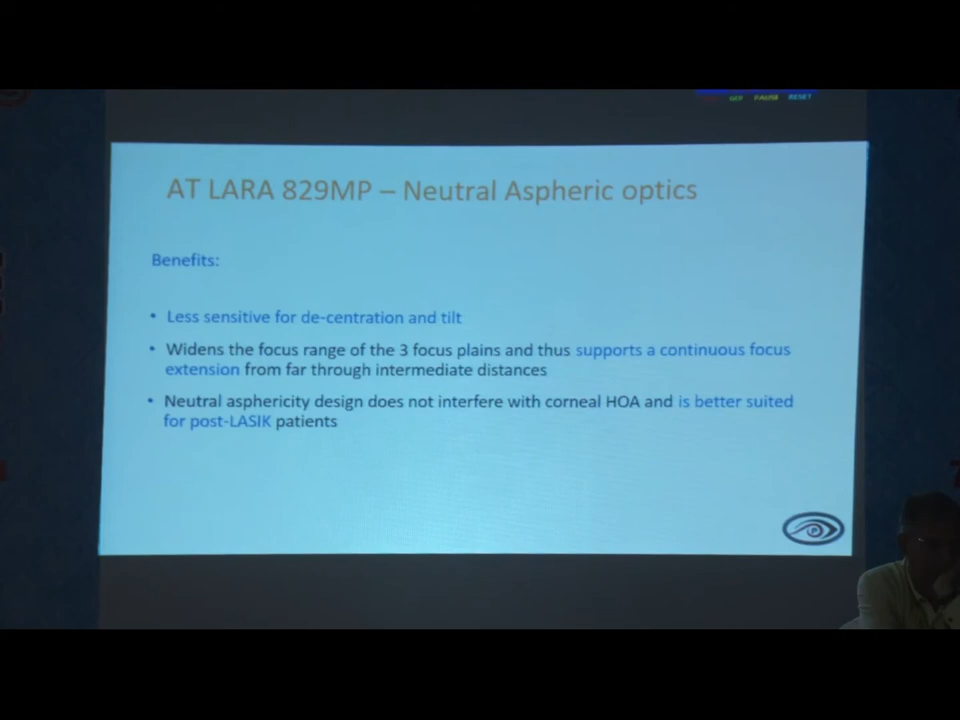 PAUSE RESET
AT LARA 829MP – Neutral Aspheric optics
Benefits:
• Less sensitive for de-centration and tilt
• Widens the focus range of the 3 focus plains and thus supports a continuous focus
extension from far through intermediate distances
• Neutral asphericity design does not interfere with corneal HOA and is better suited
for post-LASIK patients